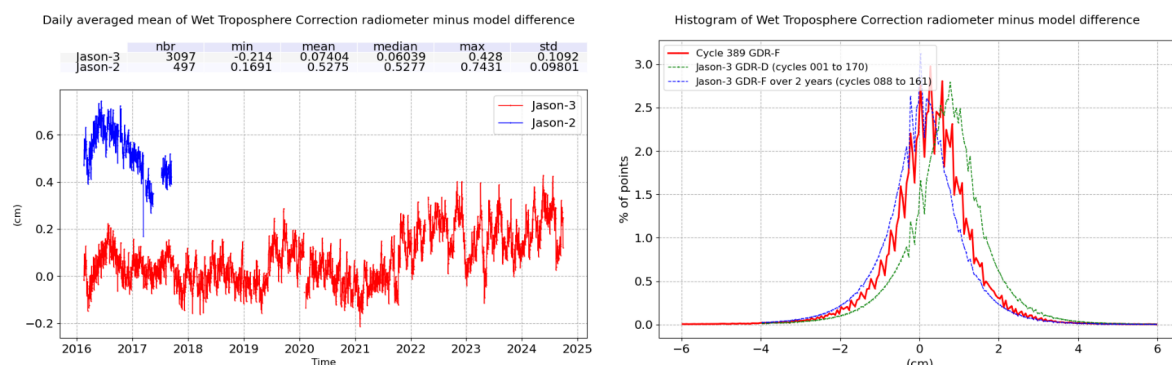 Daily averaged mean of Wet Troposphere Correction radiometer minus model difference
nbr min mean median max std
Jason-3 3097 -0.214 0.07404 0.06039 0.428 0.1092
Jason-2 497 0.1691 0.5275 0.5277 0.7431 0.09801
Jason-3
Jason-2
0.6
0.4
0.2
0.0
−0.2
(cm)
2016 2017 2018 2019 2020 2021 2022 2023 2024 2025
Time
Histogram of Wet Troposphere Correction radiometer minus model difference
Cycle 389 GDR-F
Jason-3 GDR-D (cycles 001 to 170)
Jason-3 GDR-F over 2 years (cycles 088 to 161)
3.0
2.5
2.0
1.5
1.0
0.5
0.0
% of points
−6 −4 −2 0 2 4 6
(cm)